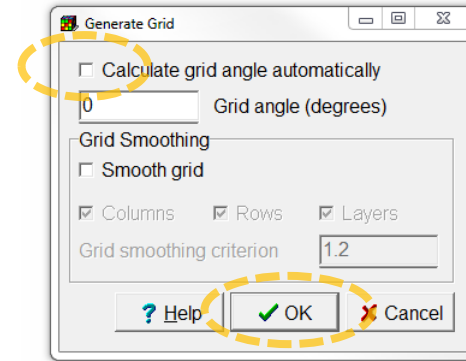 Generate Grid
Calculate grid angle automatically
0 Grid angle (degrees)
Grid Smoothing
Smooth grid
Columns Rows Layers
Grid smoothing criterion 1.2
? Help OK Cancel